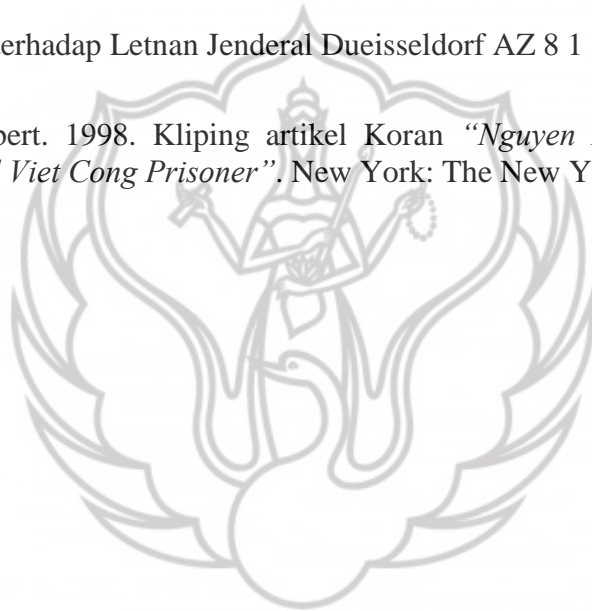 erhadap Letnan Jenderal Dueisseldorf AZ 8 1
bert. 1998. Kliping artikel Koran “Nguyen
Viet Cong Prisoner”. New York: The New Y